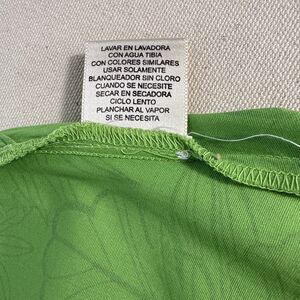 LAVAR EN LAVADORA
CON AGUA TIBIA
CON COLORES SIMILARES
USAR SOLAMENTE
BLANQUEADOR SIN CLORO
CUANDO SE NECESITE
SECAR EN SECADORA
CICLO LENTO
PLANCHAR AL VAPOR
SI SE NECESITE